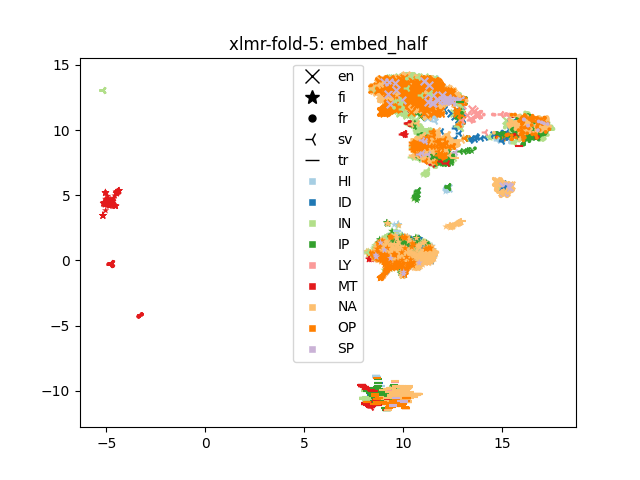 xlmr-fold-5: embed_half
15
10
5
0
−5
−10
−5
0
5
10
15
en
fi
fr
sv
tr
HI
ID
IN
IP
LY
MT
NA
OP
SP